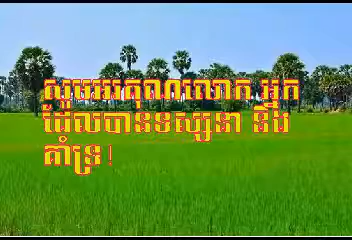 សូមអរគុណលោក អ្នក
ដែលបានទស្សនា និង
គាំទ្រ!